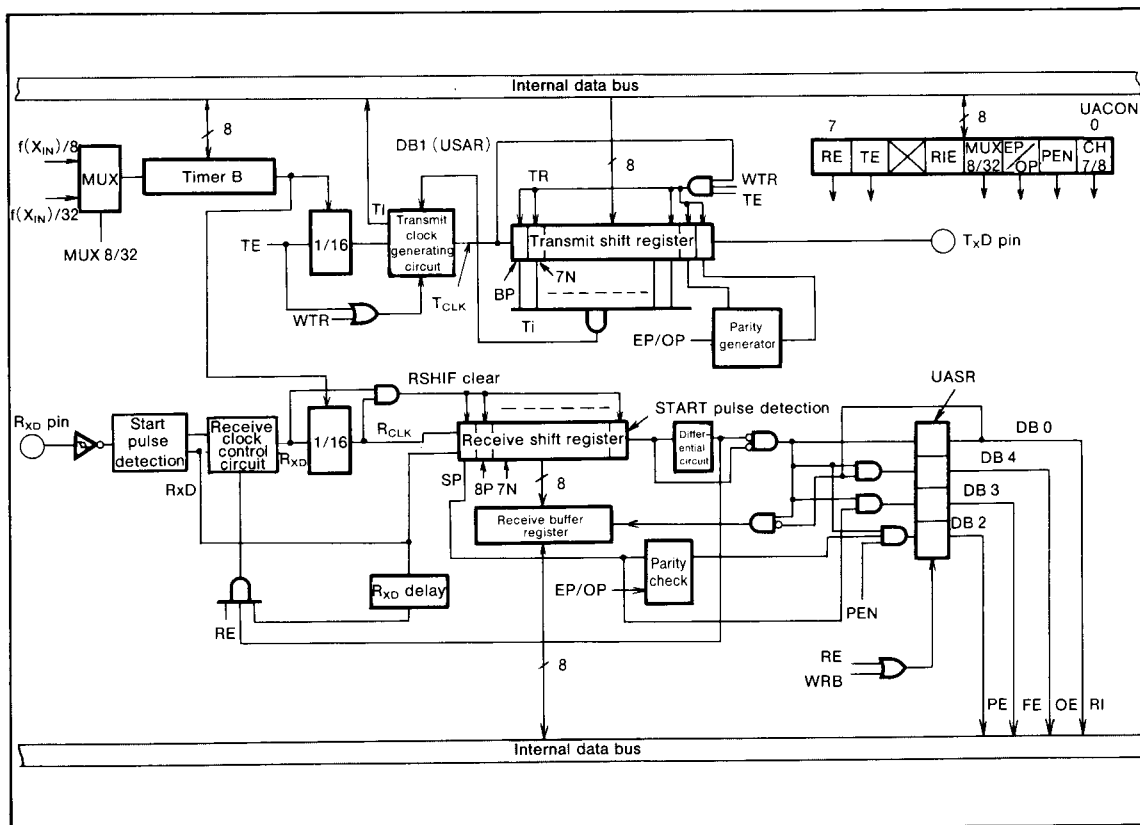 Internal data bus
UACON
7
0
8
8
8
f(XIN)/8
MUX
Timer B
DB1 (USAR)
RE
TE
RIE
MUX
8/32
EP/OP
PEN
CH
7/8
WTR
TE
TR
f(XIN)/32
TI
MUX 8/32
TE
1/16
Transmit
clock
generating
circuit
Transmit shift register
TXD pin
BP
7N
TCLK
WTR
Ti
EP/OP
Parity
generator
RSHIF clear
UASR
START pulse detection
RXD pin
Start
pulse
detection
Receive
clock
control
circuit
RXD
1/16
RCLK
Receive shift register
Differ-
ential
circuit
DB 0
RxD
SP
8P
7N
8
DB 4
Receive buffer
register
DB 3
DB 2
Parity
check
EP/OP
RXD delay
PEN
RE
8
RE
WRB
PE
FE
OE
RI
Internal data bus